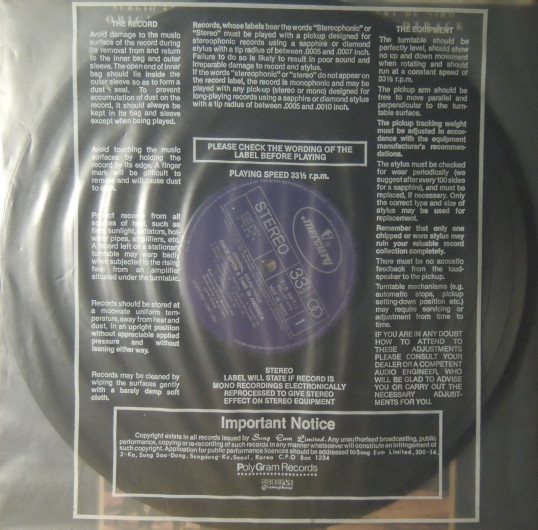 THE RECORD
Avoid damage to the music
surface of the record during
its removal from and return
to the inner bag and outer
sleeve. The open end of inner
bag should lie inside the
outer sleeve so as to form a
dust seal. To prevent
accumulation of dust on the
record, it should always be
kept in its bag and sleeve
except when being played.
Avoid touching the music
surfaces by holding the
record by its edges. A finger
mark will be difficult to
remove and will cause dust
to
Protect records from all
sources of heat, such as
fires, sunlight, radiators, hot-
water pipes, amplifiers, etc.
A record left on a stationary
turntable may warp badly
when subjected to the rising
heat from an amplifier
situated under the turntable.
Records should be stored at
a moderate uniform tem-
perature, away from heat and
dust, in an upright position
without appreciable applied
pressure and without
leaning either way.
Records may be cleaned by
wiping the surfaces gently
with a barely damp soft
cloth.
Records, whose labels bear the words "Stereophonic" or
"Stereo" must be played with a pickup designed for
stereophonic records using a sapphire or diamond
stylus with a tip radius of between .0005 and .0007 inch.
Failure to do so is likely to result in poor sound and
irreparable damage to record and stylus.
If the words "stereophonic" or "stereo" do not appear on
the record label, the record is monophonic and may be
played with any pick-up (stereo or mono) designed for
long-playing records using a sapphire or diamond stylus
with a tip radius of between .0005 and .0010 inch.
PLEASE CHECK THE WORDING OF THE
LABEL BEFORE PLAYING
PLAYING SPEED 33⅓ r.p.m.
mercury
STEREO
33
STEREO
LABEL WILL STATE IF RECORD IS
MONO RECORDINGS ELECTRONICALLY
REPROCESSED TO GIVE STEREO
EFFECT ON STEREO EQUIPMENT
THE EQUIPMENT
The turntable should be
perfectly level, should show
no up and down movement
when rotating and should
run at a constant speed of
33⅓ r.p.m.
The pickup arm should be
free to move parallel and
perpendicular to the turn-
table surface.
The pickup tracking weight
must be adjusted in accor-
dance with the equipment
manufacturer's recommen-
dations.
The stylus must be checked
for wear periodically (we
suggest after every 100 sides
for a sapphire), and must be
replaced, if necessary. Only
the correct type and size of
stylus may be used for
replacement.
Remember that only one
chipped or worn stylus may
ruin your valuable record
collection completely.
There must be no acoustic
feedback from the loud-
speaker to the pickup.
Turntable mechanisms (e.g.
automatic stops, pickup
setting-down position etc.)
may require servicing or
adjustment from time to
time.
IF YOU ARE IN ANY DOUBT
HOW TO ATTEND TO
THESE ADJUSTMENTS
PLEASE CONSULT YOUR
DEALER OR A COMPETENT
AUDIO ENGINEER, WHO
WILL BE GLAD TO ADVISE
YOU OR CARRY OUT THE
NECESSARY ADJUST-
MENTS FOR YOU.
Important Notice
Copyright exists in all records issued by Sung Eum Limited. Any unauthorised broadcasting, public
performance, copying or re-recording of such records in any manner whatsoever will constitute an infringement of
such copyright. Application for public performance licences should be addressed to Sung Eum Limited, 300-14,
2-Ka, Sung Soo-Dong, Songdong-Ku, Seoul, Korea C.P.O Box 1234
PolyGram Records